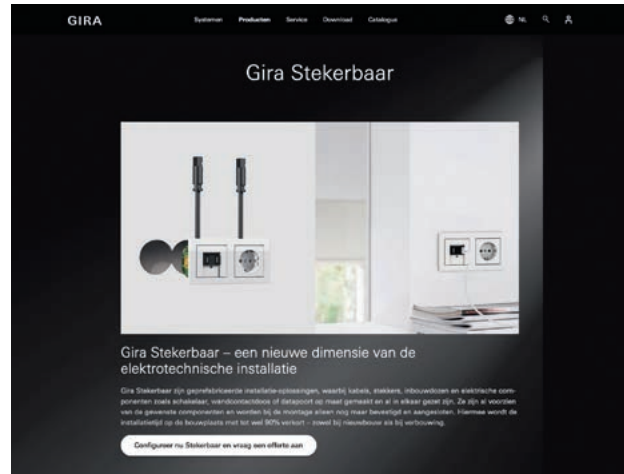 GIRA
Systemen Producten Service Download Catalogus
NL
Gira Stekerbaar
Gira Stekerbaar – een nieuwe dimensie van de
elektrotechnische installatie
Gira Stekerbaar zijn geprefabriceerde installatie-oplossingen, waarbij kabels, stekkers, inbouwdozen en elektrische com-
ponenten zoals schakelaar, wandcontactdoos of datapoort op maat gemaakt en al in elkaar gezet zijn. Ze zijn al voorzien
van de gewenste componenten en worden bij de montage alleen nog maar bevestigd en aangesloten. Hiermee wordt de
installatietijd op de bouwplaats met tot wel 90% verkort – zowel bij nieuwbouw als bij verbouwing.
Configureer nu Stekerbaar en vraag een offerte aan